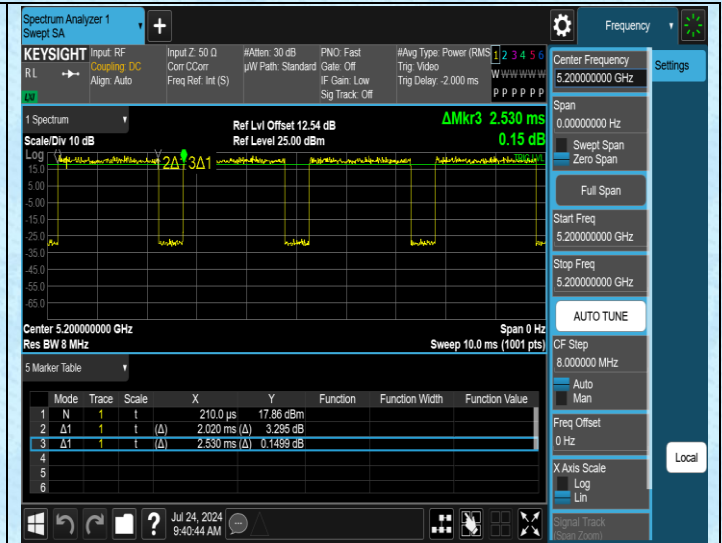 Spectrum Analyzer 1
Swept SA
+
Frequency
KEYSIGHT
RL
LXI
Input: RF
Coupling: DC
Align: Auto
Input Z: 50 Ω
Corr CCorr
Freq Ref: Int (S)
#Atten: 30 dB
µW Path: Standard
PNO: Fast
Gate: Off
IF Gain: Low
Sig Track: Off
#Avg Type: Power (RMS
Trig: Video
Trig Delay: -2.000 ms
1 2 3 4 5 6
W W W W W W
P P P P P P
1 Spectrum
Scale/Div 10 dB
Log
Ref Lvl Offset 12.54 dB
Ref Level 25.00 dBm
ΔMkr3 2.530 ms
0.15 dB
15.0
5.00
-5.00
-15.0
-25.0
-35.0
-45.0
-55.0
-65.0
1
2Δ1
3Δ1
TRIG LVL
Center 5.200000000 GHz
Res BW 8 MHz
Span 0 Hz
Sweep 10.0 ms (1001 pts)
5 Marker Table
Mode Trace Scale X Y Function Function Width Function Value
1 N 1 t 210.0 µs 17.86 dBm
2 Δ1 1 t (Δ) 2.020 ms (Δ) 3.295 dB
3 Δ1 1 t (Δ) 2.530 ms (Δ) 0.1499 dB
4
5
6
?
Jul 24, 2024
9:40:44 AM
Center Frequency
5.200000000 GHz
Span
0.00000000 Hz
Swept Span
Zero Span
Full Span
Start Freq
5.200000000 GHz
Stop Freq
5.200000000 GHz
AUTO TUNE
CF Step
8.000000 MHz
Auto
Man
Freq Offset
0 Hz
X Axis Scale
Log
Lin
Signal Track
(Span Zoom)
Settings
Local